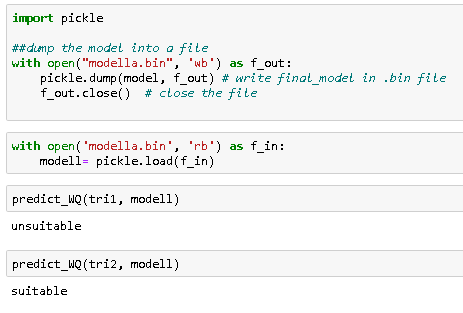 import pickle
##dump the model into a file
with open("modella.bin", 'wb') as f_out:
    pickle.dump(model, f_out) # write final_model in .bin file
    f_out.close()  # close the file
with open('modella.bin', 'rb') as f_in:
    modell= pickle.load(f_in)
predict_WQ(tri1, modell)
unsuitable
predict_WQ(tri2, modell)
suitable